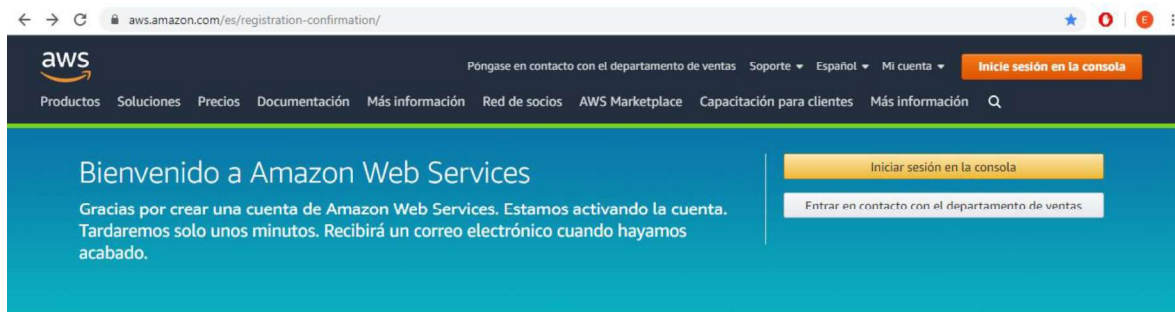 aws.amazon.com/es/registration-confirmation/
E
aws
Póngase en contacto con el departamento de ventas Soporte Español Mi cuenta Inicie sesión en la consola
Productos Soluciones Precios Documentación Más información Red de socios AWS Marketplace Capacitación para clientes Más información
Bienvenido a Amazon Web Services
Gracias por crear una cuenta de Amazon Web Services. Estamos activando la cuenta.
Tardaremos solo unos minutos. Recibirá un correo electrónico cuando hayamos
acabado.
Iniciar sesión en la consola
Entrar en contacto con el departamento de ventas